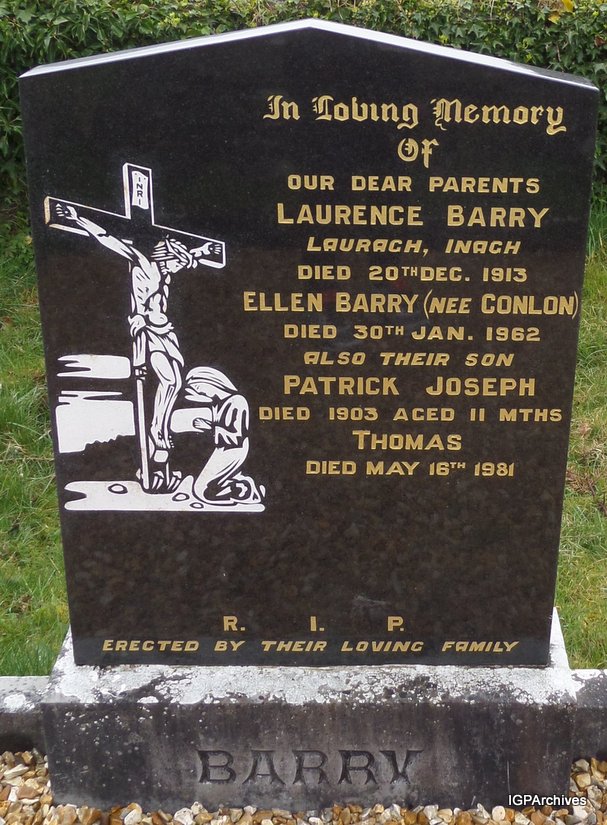 In Loving Memory
Of
OUR DEAR PARENTS
LAURENCE BARRY
LAURAGH, INAGH
DIED 20TH DEC. 1913
ELLEN BARRY (NEE CONLON)
DIED 30TH JAN. 1962
ALSO THEIR SON
PATRICK JOSEPH
DIED 1903 AGED 11 MTHS
THOMAS
DIED MAY 16TH 1981
INRI
R. I. P.
ERECTED BY THEIR LOVING FAMILY
BARRY
IGPArchives